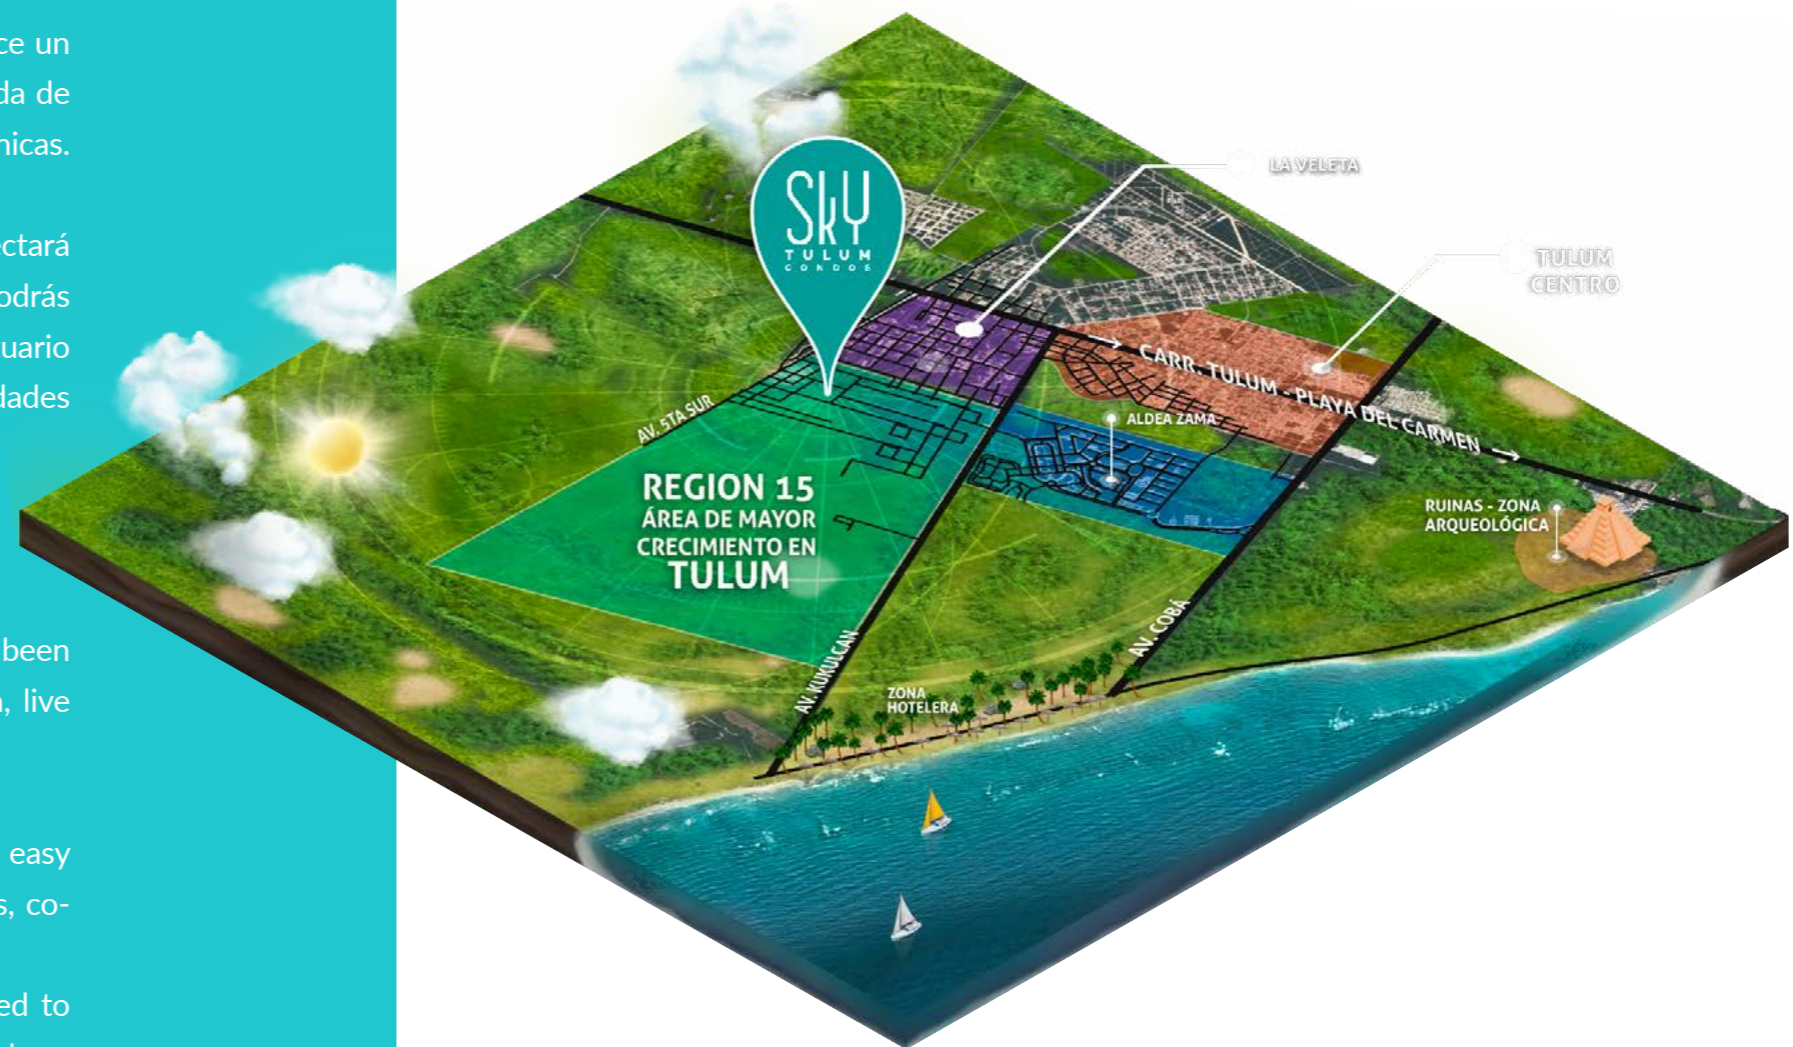 ce un
da de
nicas.
ectará
odrás
tuario
dades
been
, live
easy
s, co-
ed to
SkY
TULUM
CONDOS
LA VELETA
TULUM
CENTRO
CARR. TULUM - PLAYA DEL CARMEN
ALDEA ZAMA
AV. 5TA SUR
REGION 15
ÁREA DE MAYOR
CRECIMIENTO EN
TULUM
RUINAS - ZONA
ARQUEOLÓGICA
AV. KUKULCAN
AV. COBÁ
ZONA
HOTELERA